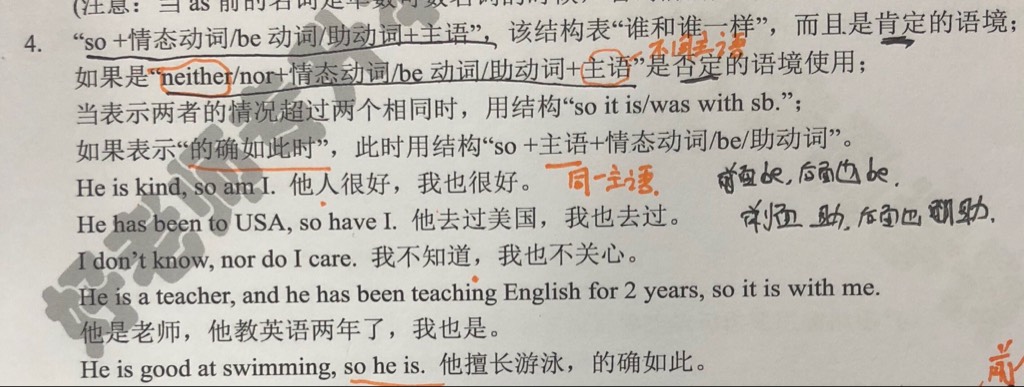 (注意：当 as 前的名词是单数可数名词的时候，
4. “so +情态动词/be 动词/助动词+主语”，该结构表“谁和谁一样”，而且是肯定的语境；
不同主语
如果是“neither/nor+情态动词/be 动词/助动词+主语”是否定的语境使用；
当表示两者的情况超过两个相同时，用结构“so it is/was with sb.”；
如果表示“的确如此时”，此时用结构“so +主语+情态动词/be/助动词”。
He is kind, so am I. 他人很好，我也很好。 同一主语. 前面be, 后面也be.
He has been to USA, so have I. 他去过美国，我也去过。 前面助, 后面也助.
I don’t know, nor do I care. 我不知道，我也不关心。
He is a teacher, and he has been teaching English for 2 years, so it is with me.
他是老师，他教英语两年了，我也是。
He is good at swimming, so he is. 他擅长游泳，的确如此。
前
好老师